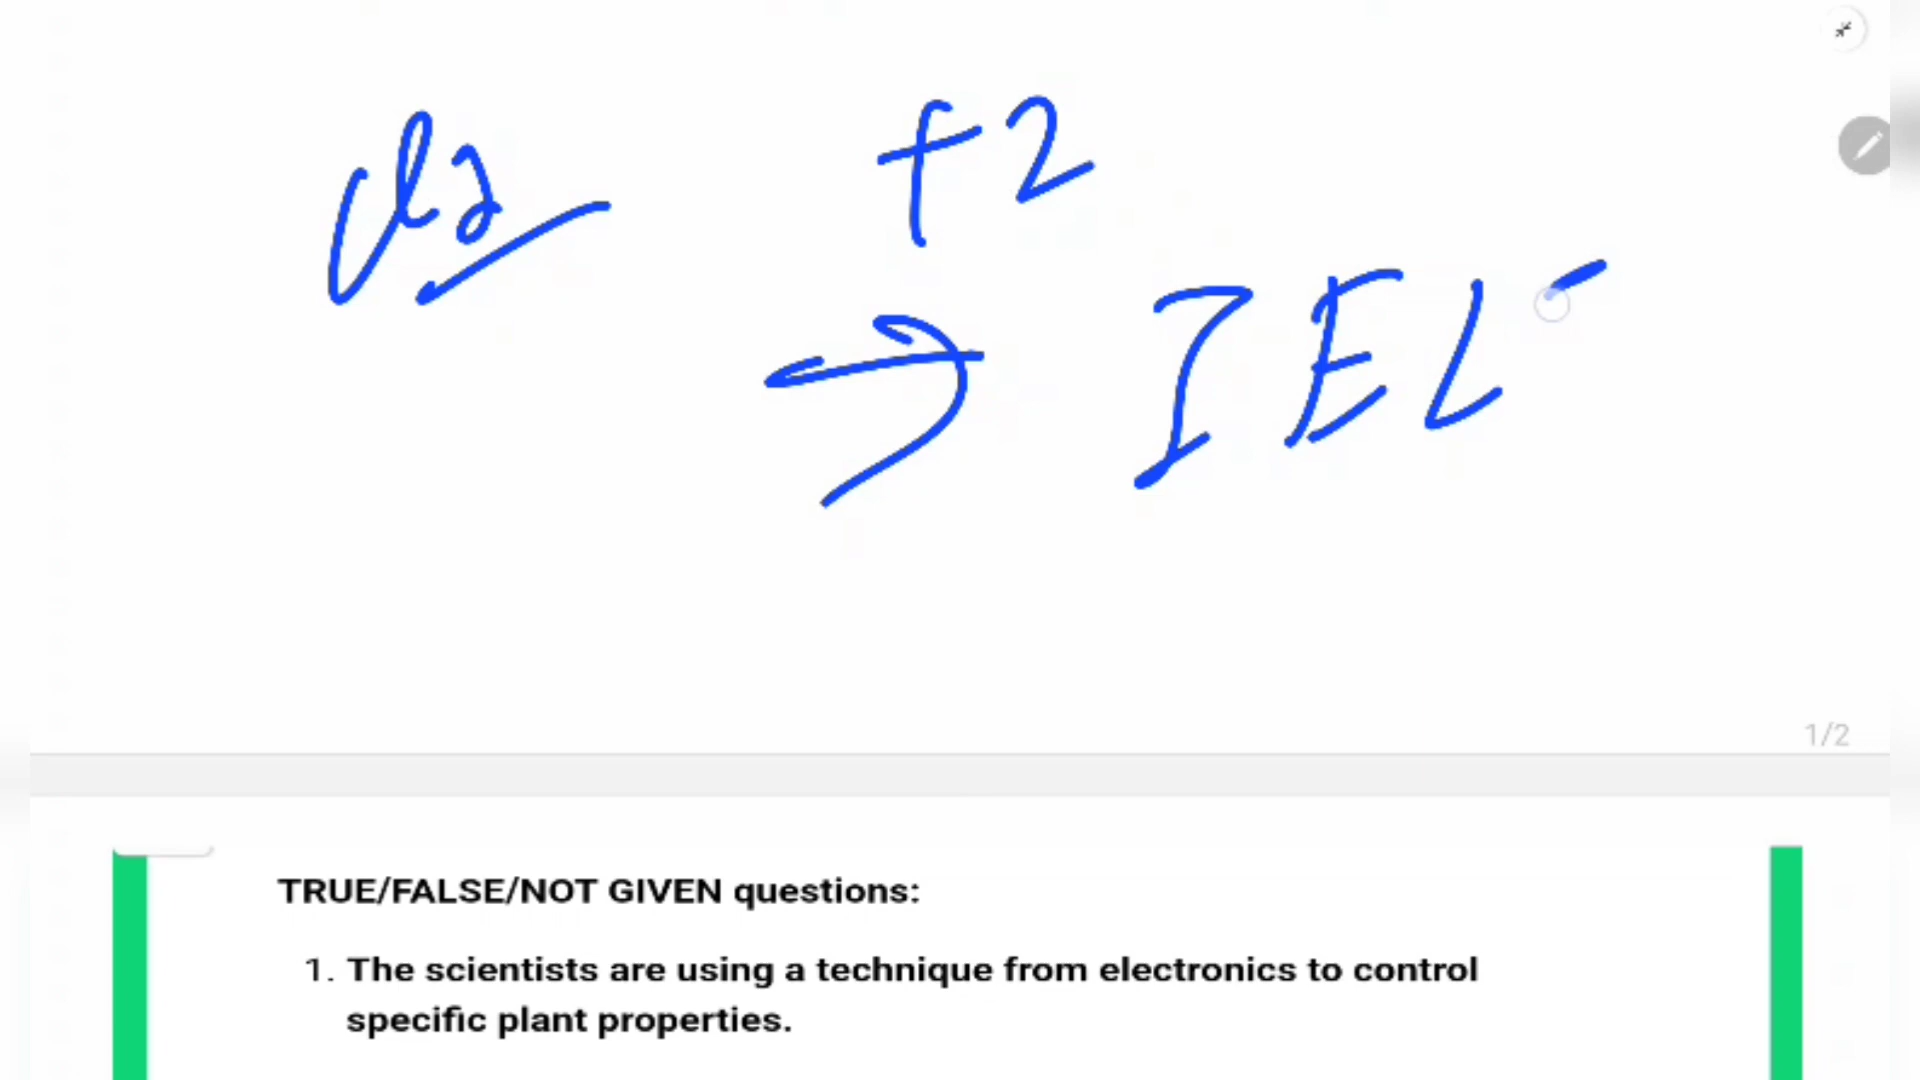 +2
IEL
1/2
TRUE/FALSE/NOT GIVEN questions:
1. The scientists are using a technique from electronics to control
specific plant properties.